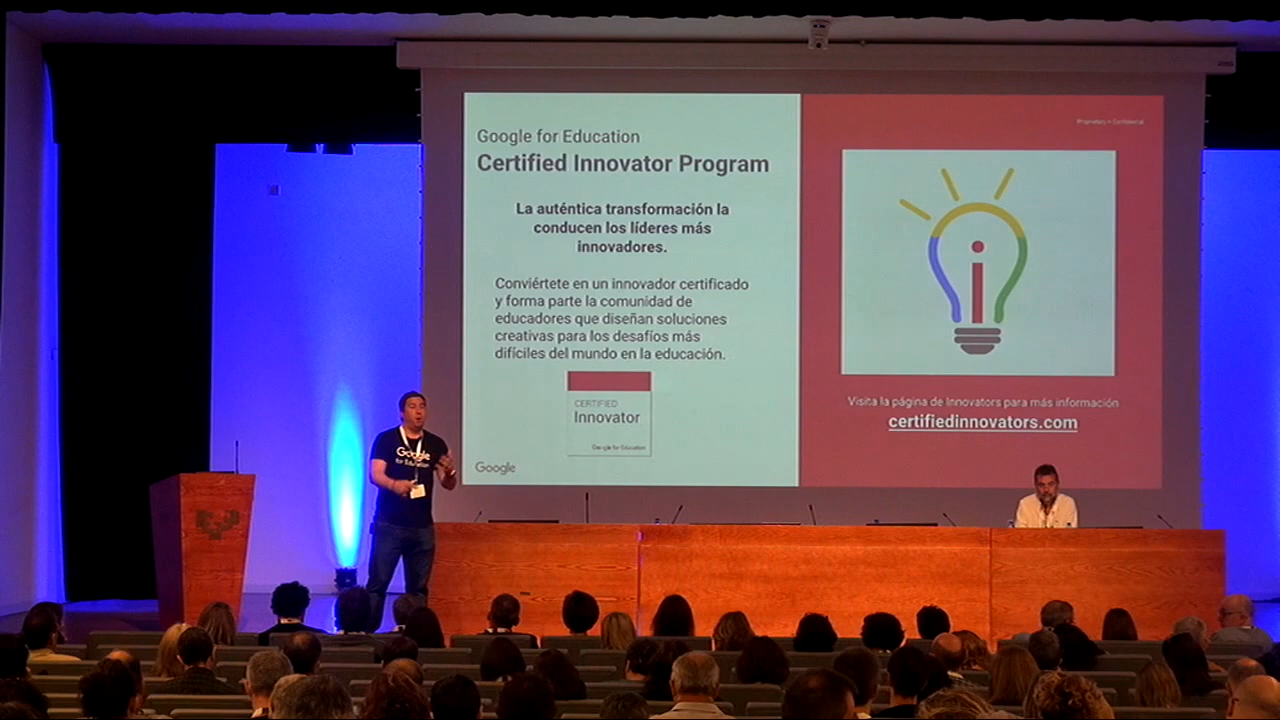 Google for Education
Certified Innovator Program
La auténtica transformación la
conducen los líderes más
innovadores.
Conviértete en un innovador certificado
y forma parte la comunidad de
educadores que diseñan soluciones
creativas para los desafíos más
difíciles del mundo en la educación.
CERTIFIED
Innovator
Google for Education
Google
Proprietary + Confidential
Visita la página de Innovators para más información
certifiedinnovators.com
Google
for Education